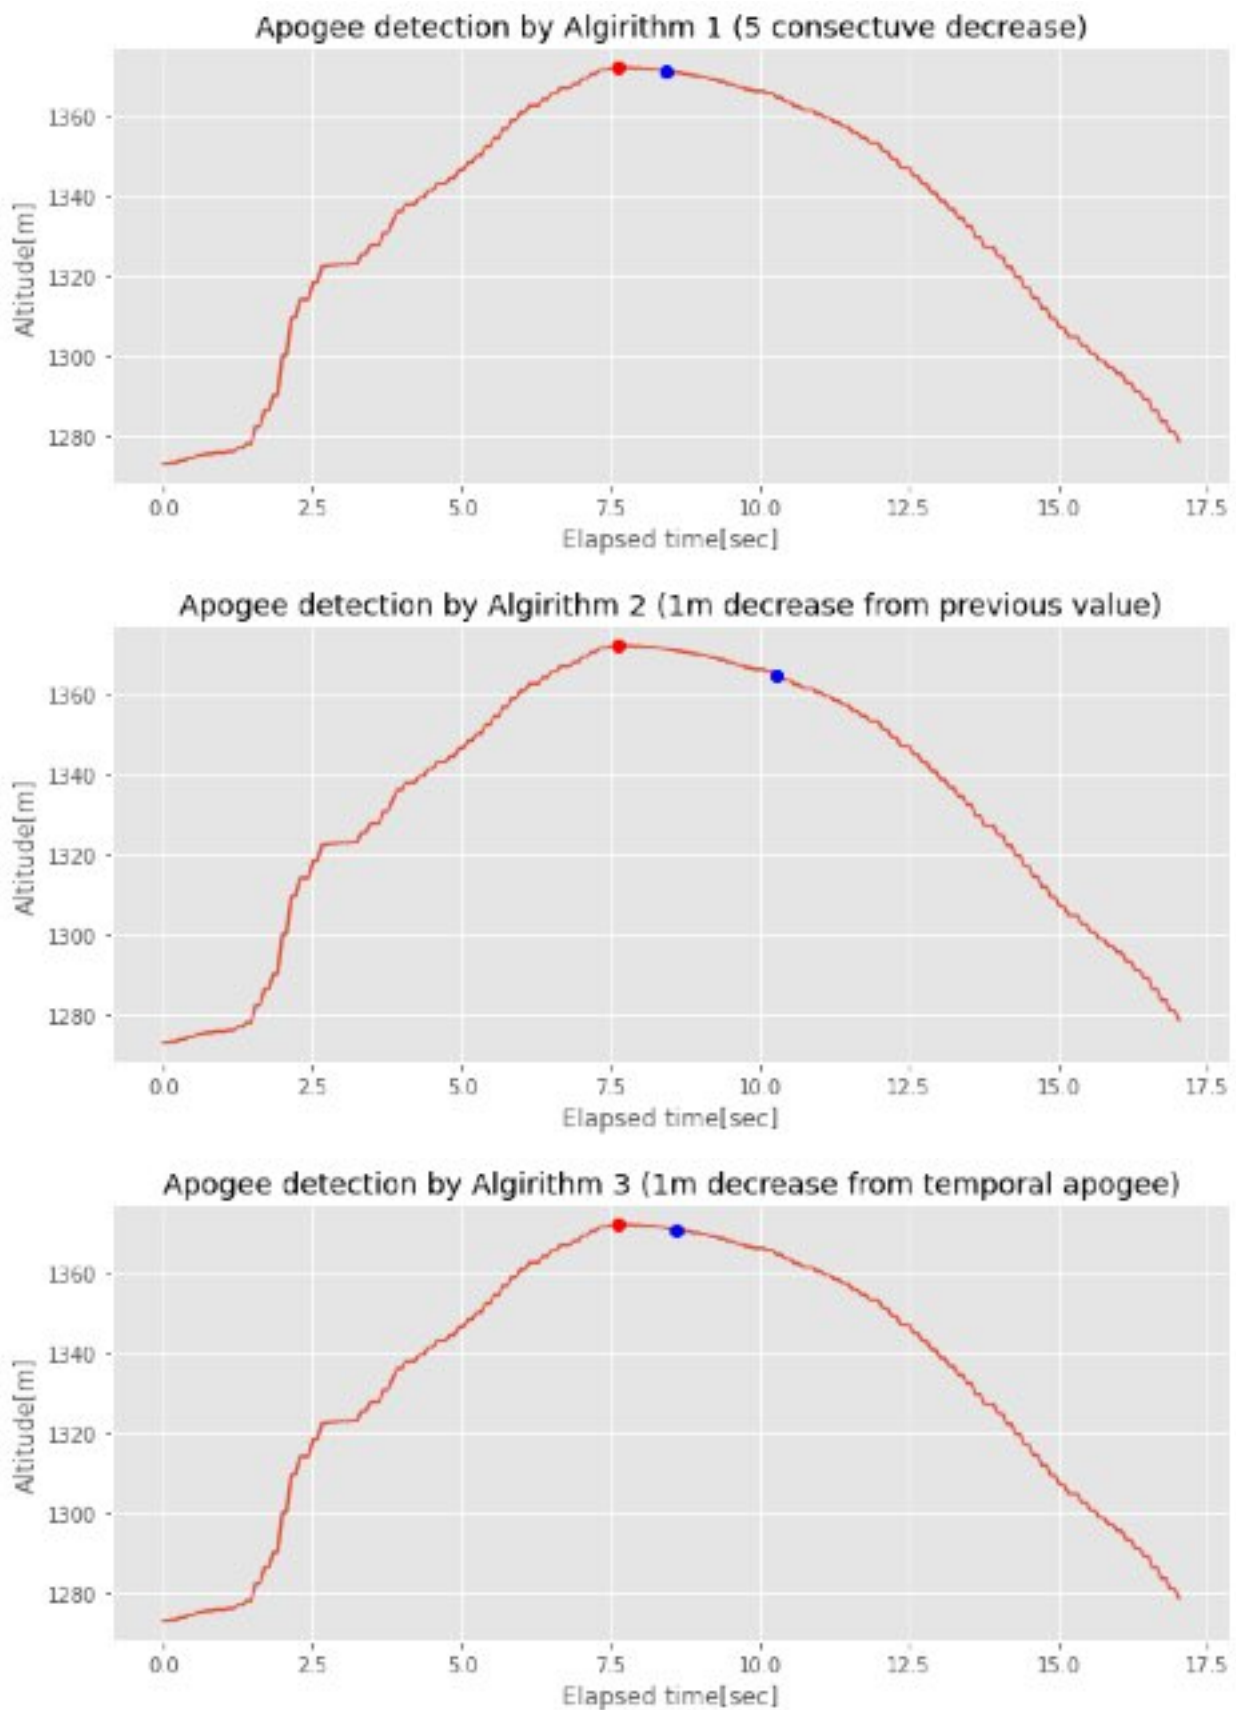 Apogee detection by Algirithm 1 (5 consectuve decrease)
Altitude[m]
1360
1340
1320
1300
1280
0.0 2.5 5.0 7.5 10.0 12.5 15.0 17.5
Elapsed time[sec]
Apogee detection by Algirithm 2 (1m decrease from previous value)
Altitude[m]
1360
1340
1320
1300
1280
0.0 2.5 5.0 7.5 10.0 12.5 15.0 17.5
Elapsed time[sec]
Apogee detection by Algirithm 3 (1m decrease from temporal apogee)
Altitude[m]
1360
1340
1320
1300
1280
0.0 2.5 5.0 7.5 10.0 12.5 15.0 17.5
Elapsed time[sec]